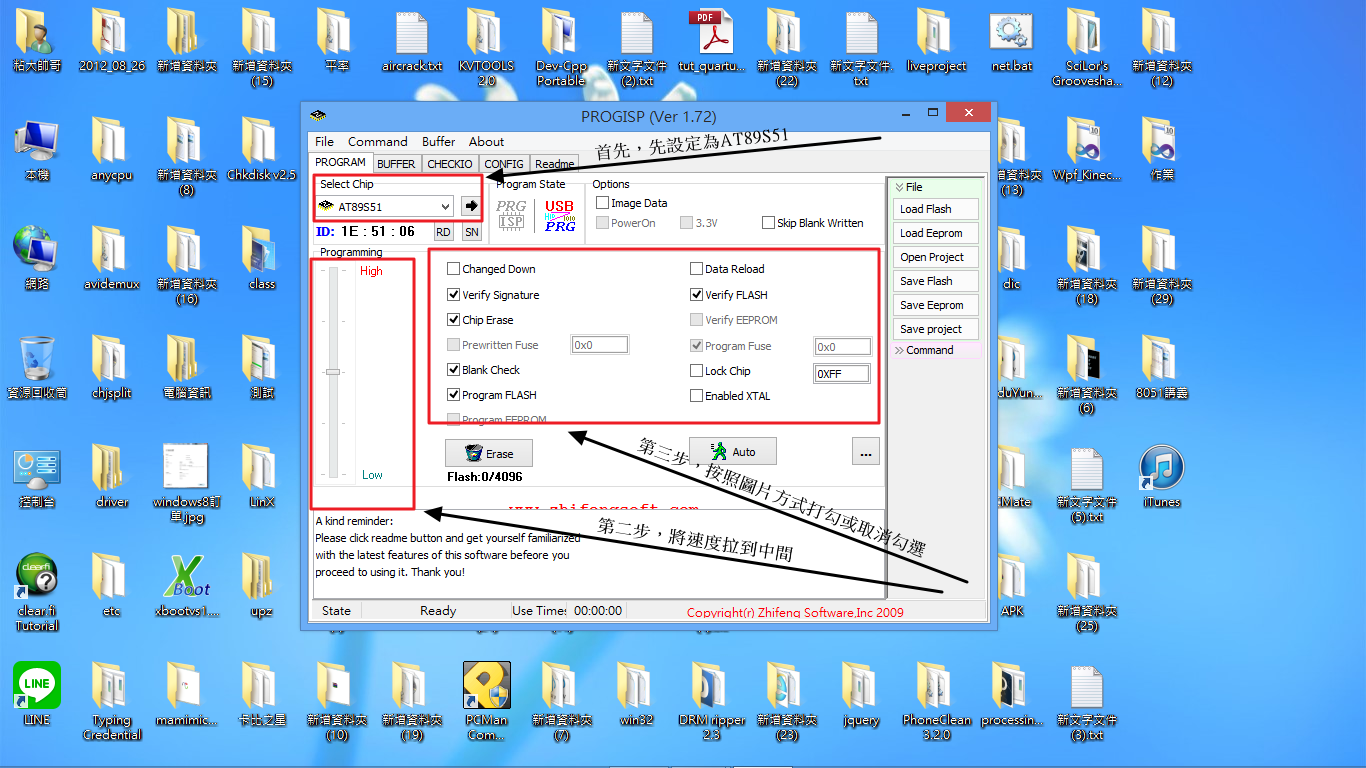 粘大師哥
2012_08_26
新增資料夾
新增資料夾 (15)
平率
aircrack.txt
KVTOOLS 2.0
Dev-Cpp Portable
新文字文件 (2).txt
tut_quartu...
新增資料夾 (22)
新文字文件.txt
liveproject
net.bat
SciLor's Groovesha...
新增資料夾 (12)
PROGISP (Ver 1.72)
File Command Buffer About
首先，先設定為AT89S51
PROGRAM BUFFER CHECKIO CONFIG Readme
Select Chip
AT89S51
ID: 1E : 51 : 06 RD SN
Program State
PRG ISP
USB PRG
Options
Image Data
PowerOn 3.3V Skip Blank Written
Programming
High
Low
Changed Down
Verify Signature
Chip Erase
Prewritten Fuse 0x0
Blank Check
Program FLASH
Program EEPROM
Data Reload
Verify FLASH
Verify EEPROM
Program Fuse 0x0
Lock Chip 0XFF
Enabled XTAL
Erase
Auto
...
Flash:0/4096
www.zhifengsoft.com
第三步，按照圖片方式打勾或取消勾選
第二步，將速度拉到中間
A kind reminder:
Please click readme button and get yourself familiarized
with the latest features of this software befeore you
proceed to using it. Thank you!
State Ready Use Time: 00:00:00 Copyright(r) Zhifeng Software,Inc 2009
File
Load Flash
Load Eeprom
Open Project
Save Flash
Save Eeprom
Save project
Command
本機
anycpu
新增資料夾 (8)
Chkdisk v2.5
新增資料夾 (13)
Wpf_Kinec...
作業
網路
avidemux
新增資料夾 (16)
class
dic
新增資料夾 (18)
新增資料夾 (29)
資源回收筒
chjsplit
電腦資訊
測試
duYun...
新增資料夾 (6)
8051講義
控制台
driver
windows8訂單.jpg
LinX
Mate
新文字文件 (5).txt
iTunes
clear.fi Tutorial
etc
xbootvs1....
upz
APK
新增資料夾 (25)
LINE
Typing Credential
mamimic...
卡比之星
新增資料夾 (10)
新增資料夾 (19)
PCMan Com...
新增資料夾 (7)
win32
DRM ripper 2.3
新增資料夾 (23)
jquery
PhoneClean 3.2.0
processin...
新文字文件 (3).txt